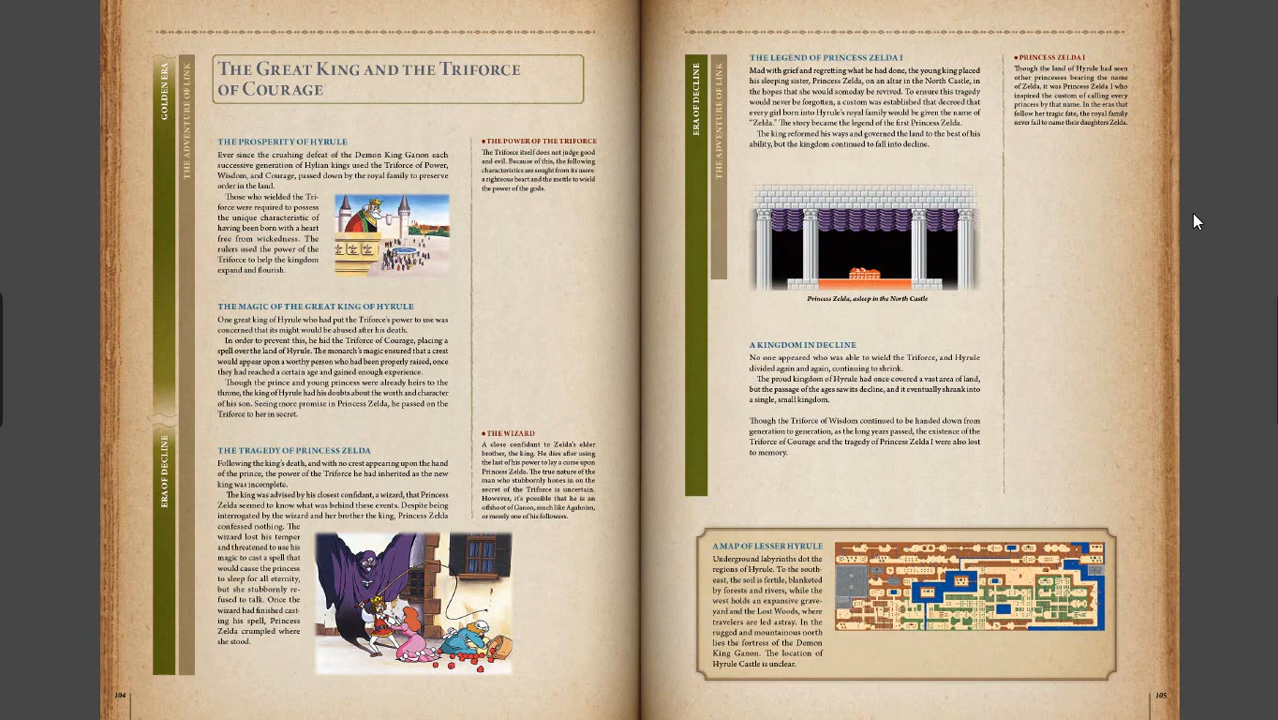 THE GREAT KING AND THE TRIFORCE
OF COURAGE
GOLDEN ERA
THE ADVENTURE OF LINK
ERA OF DECLINE
THE PROSPERITY OF HYRULE
Ever since the crushing defeat of the Demon King Ganon each
successive generation of Hylian kings used the Triforce of Power,
Wisdom, and Courage, passed down by the royal family to preserve
order in the land.
Those who wielded the Tri-
force were required to possess
the unique characteristic of
having been born with a heart
free from wickedness. The
rulers used the power of the
Triforce to help the kingdom
expand and flourish.
• THE POWER OF THE TRIFORCE
The Triforce itself does not judge good
and evil. Because of this, the following
characteristics are sought from its users:
a righteous heart and the mettle to wield
the power of the gods.
THE MAGIC OF THE GREAT KING OF HYRULE
One great king of Hyrule who had put the Triforce's power to use was
concerned that its might would be abused after his death.
In order to prevent this, he hid the Triforce of Courage, placing a
spell over the land of Hyrule. The monarch's magic ensured that a crest
would appear upon a worthy person who had been properly raised, once
they had reached a certain age and gained enough experience.
Though the prince and young princess were already heirs to the
throne, the king of Hyrule had his doubts about the worth and character
of his son. Seeing more promise in Princess Zelda, he passed on the
Triforce to her in secret.
THE TRAGEDY OF PRINCESS ZELDA
Following the king's death, and with no crest appearing upon the hand
of the prince, the power of the Triforce he had inherited as the new
king was incomplete.
The king was advised by his closest confidant, a wizard, that Princess
Zelda seemed to know what was behind these events. Despite being
interrogated by the wizard and her brother the king, Princess Zelda
confessed nothing. The
wizard lost his temper
and threatened to use his
magic to cast a spell that
would cause the princess
to sleep for all eternity,
but she stubbornly re-
fused to talk. Once the
wizard had finished cast-
ing his spell, Princess
Zelda crumpled where
she stood.
• THE WIZARD
A close confidant to Zelda's elder
brother, the king. He dies after using
the last of his power to lay a curse upon
Princess Zelda. The true nature of the
man who stubbornly hones in on the
secret of the Triforce is uncertain.
However, it's possible that he is an
offshoot of Ganon, much like Agahnim,
or merely one of his followers.
104
ERA OF DECLINE
THE ADVENTURE OF LINK
THE LEGEND OF PRINCESS ZELDA I
Mad with grief and regretting what he had done, the young king placed
his sleeping sister, Princess Zelda, on an altar in the North Castle, in
the hopes that she would someday be revived. To ensure this tragedy
would never be forgotten, a custom was established that decreed that
every girl born into Hyrule's royal family would be given the name of
"Zelda." The story became the legend of the first Princess Zelda.
The king reformed his ways and governed the land to the best of his
ability, but the kingdom continued to fall into decline.
• PRINCESS ZELDA I
Though the land of Hyrule had seen
other princesses bearing the name
of Zelda, it was Princess Zelda I who
inspired the custom of calling every
princess by that name. In the eras that
follow her tragic fate, the royal family
never fail to name their daughters Zelda.
Princess Zelda, asleep in the North Castle
A KINGDOM IN DECLINE
No one appeared who was able to wield the Triforce, and Hyrule
divided again and again, continuing to shrink.
The proud kingdom of Hyrule had once covered a vast area of land,
but the passage of the ages saw its decline, and it eventually shrank into
a single, small kingdom.
Though the Triforce of Wisdom continued to be handed down from
generation to generation, as the long years passed, the existence of the
Triforce of Courage and the tragedy of Princess Zelda I were also lost
to memory.
A MAP OF LESSER HYRULE
Underground labyrinths dot the
regions of Hyrule. To the south-
east, the soil is fertile, blanketed
by forests and rivers, while the
west holds an expansive grave-
yard and the Lost Woods, where
travelers are led astray. In the
rugged and mountainous north
lies the fortress of the Demon
King Ganon. The location of
Hyrule Castle is unclear.
105